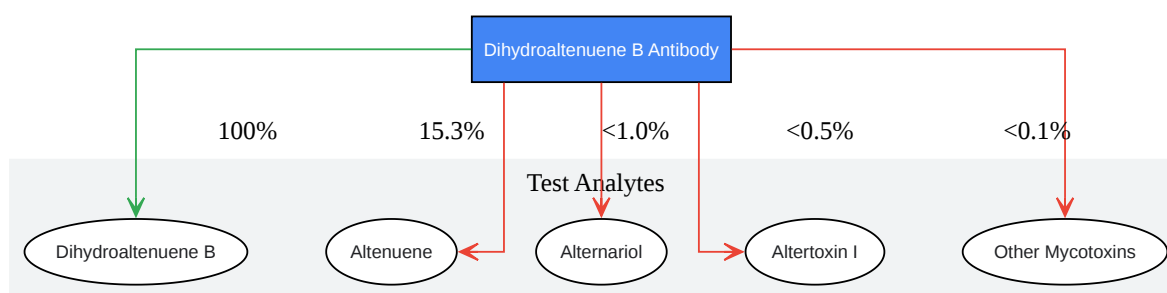 Dihydroaltenuene B Antibody
100%
15.3%
<1.0%
<0.5%
<0.1%
Test Analytes
Dihydroaltenuene B
Altenuene
Alternariol
Altertoxin I
Other Mycotoxins